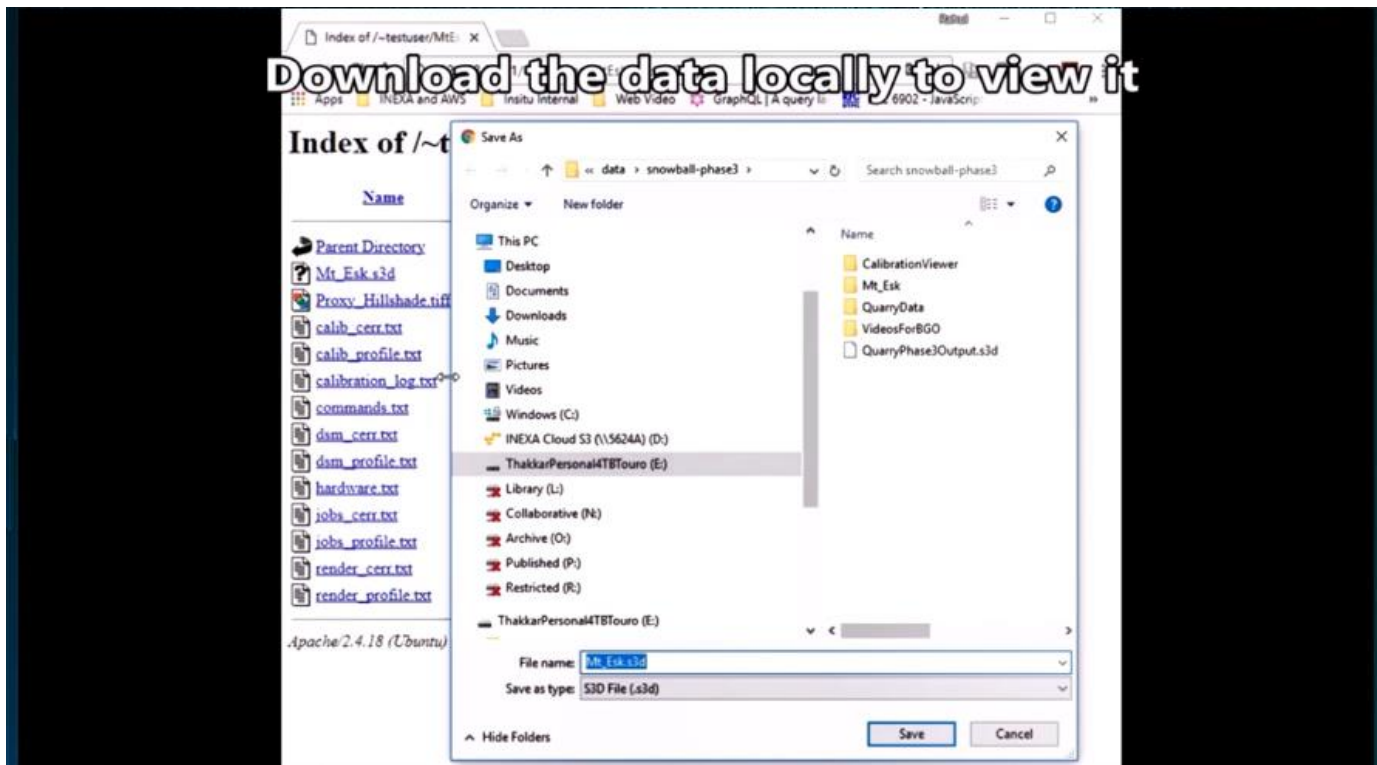 Index of /~testuser/MtE
Download the data locally to view it
Apps INEXA and AWS Insitu Internal Web Video GraphQL | A query la 6902 - JavaScrip
Index of /~t
Name
Parent Directory
Mt_Esk.s3d
Proxy_Hillshade.tiff
calib_cerr.txt
calib_profile.txt
calibration_log.txt
commands.txt
dsm_cerr.txt
dsm_profile.txt
hardware.txt
jobs_cerr.txt
jobs_profile.txt
render_cerr.txt
render_profile.txt
Apache/2.4.18 (Ubuntu)
Save As
« data › snowball-phase3 ›
Search snowball-phase3
Organize
New folder
This PC
Desktop
Documents
Downloads
Music
Pictures
Videos
Windows (C:)
INEXA Cloud S3 (\\5624A) (D:)
ThakkarPersonal4TBTouro (E:)
Library (L:)
Collaborative (N:)
Archive (O:)
Published (P:)
Restricted (R:)
ThakkarPersonal4TBTouro (E:)
Name
CalibrationViewer
Mt_Esk
QuarryData
VideosForBGO
QuarryPhase3Output.s3d
File name: Mt_Esk.s3d
Save as type: S3D File (.s3d)
Hide Folders
Save
Cancel